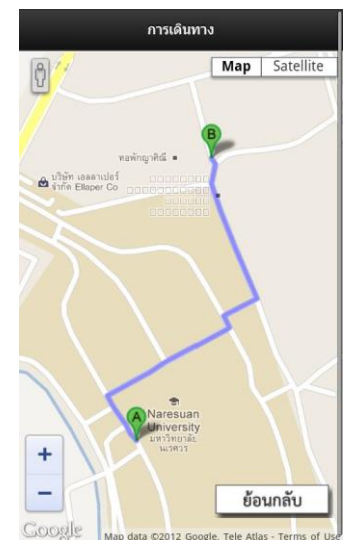 การเดินทาง
Map Satellite
B
หอพักญาศินี
บริษัท เอลลาเปอร์
จำกัด Ellaper Co
A
Naresuan
University
มหาวิทยาลัย
นเรศวร
+
−
ย้อนกลับ
Google
Map data ©2012 Google, Tele Atlas - Terms of Use